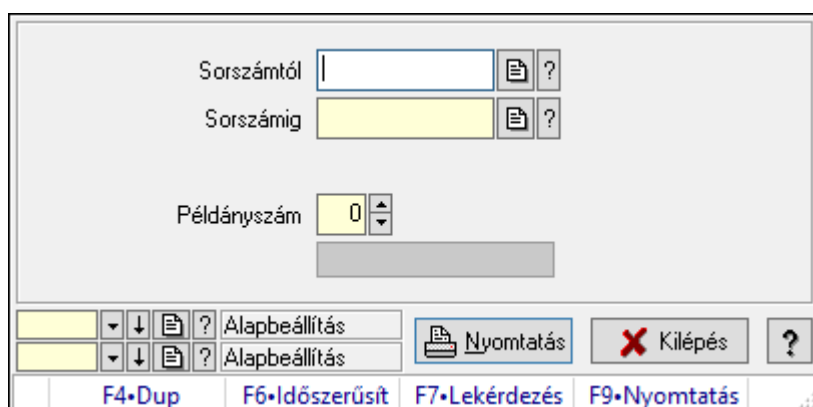 Sorszámtól ?
Sorszámig ?
Példányszám 0
? Alapbeállítás
? Alapbeállítás
Nyomtatás Kilépés ?
F4•Dup F6•Időszerűsít F7•Lekérdezés F9•Nyomtatás